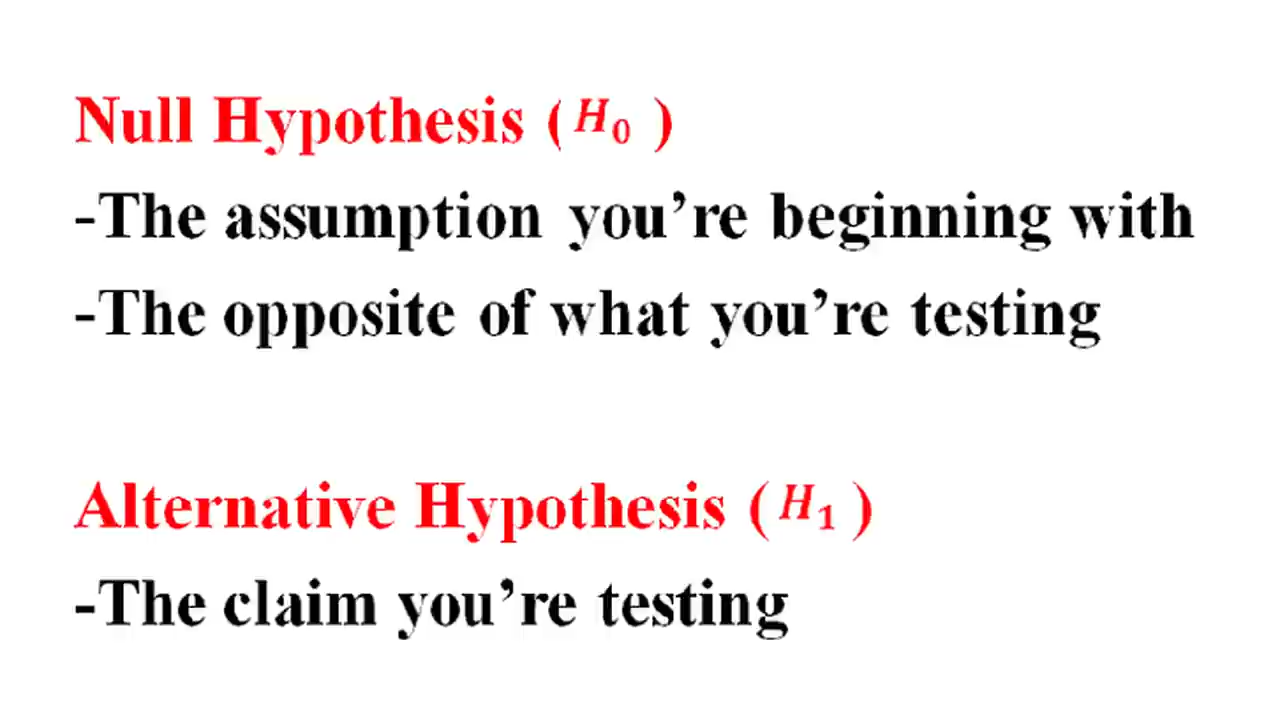 Null Hypothesis (H₀)
-The assumption you’re beginning with
-The opposite of what you’re testing
Alternative Hypothesis (H₁)
-The claim you’re testing